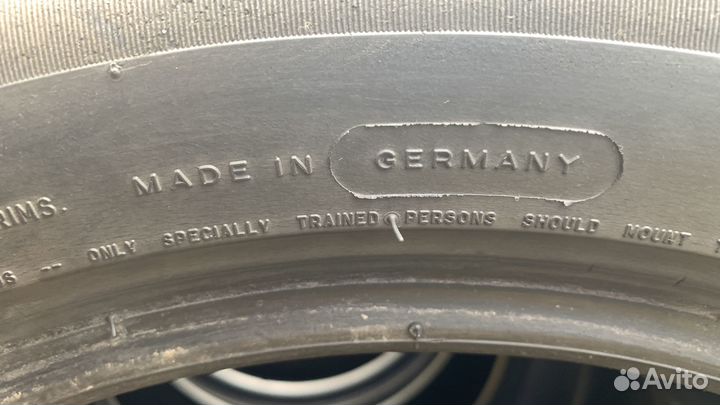 MADE IN GERMANY
RIMS.
ONLY SPECIALLY TRAINED PERSONS SHOULD MOUNT
Avito